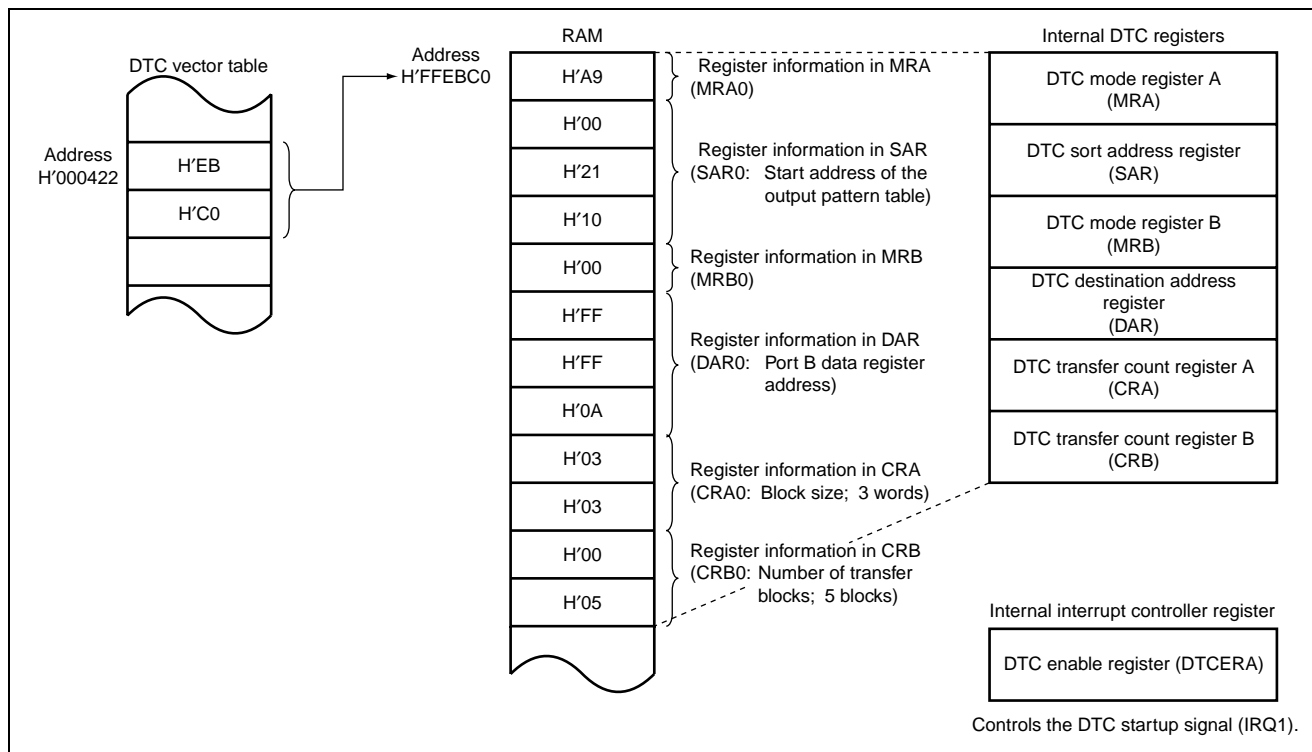 DTC vector table
Address
H'000422
H'EB
H'C0
Address
H'FFEBC0
RAM
H'A9
H'00
H'21
H'10
H'00
H'FF
H'FF
H'0A
H'03
H'03
H'00
H'05
Register information in MRA
(MRA0)
Register information in SAR
(SAR0: Start address of the
output pattern table)
Register information in MRB
(MRB0)
Register information in DAR
(DAR0: Port B data register
address)
Register information in CRA
(CRA0: Block size; 3 words)
Register information in CRB
(CRB0: Number of transfer
blocks; 5 blocks)
Internal DTC registers
DTC mode register A
(MRA)
DTC sort address register
(SAR)
DTC mode register B
(MRB)
DTC destination address
register
(DAR)
DTC transfer count register A
(CRA)
DTC transfer count register B
(CRB)
Internal interrupt controller register
DTC enable register (DTCERA)
Controls the DTC startup signal (IRQ1).